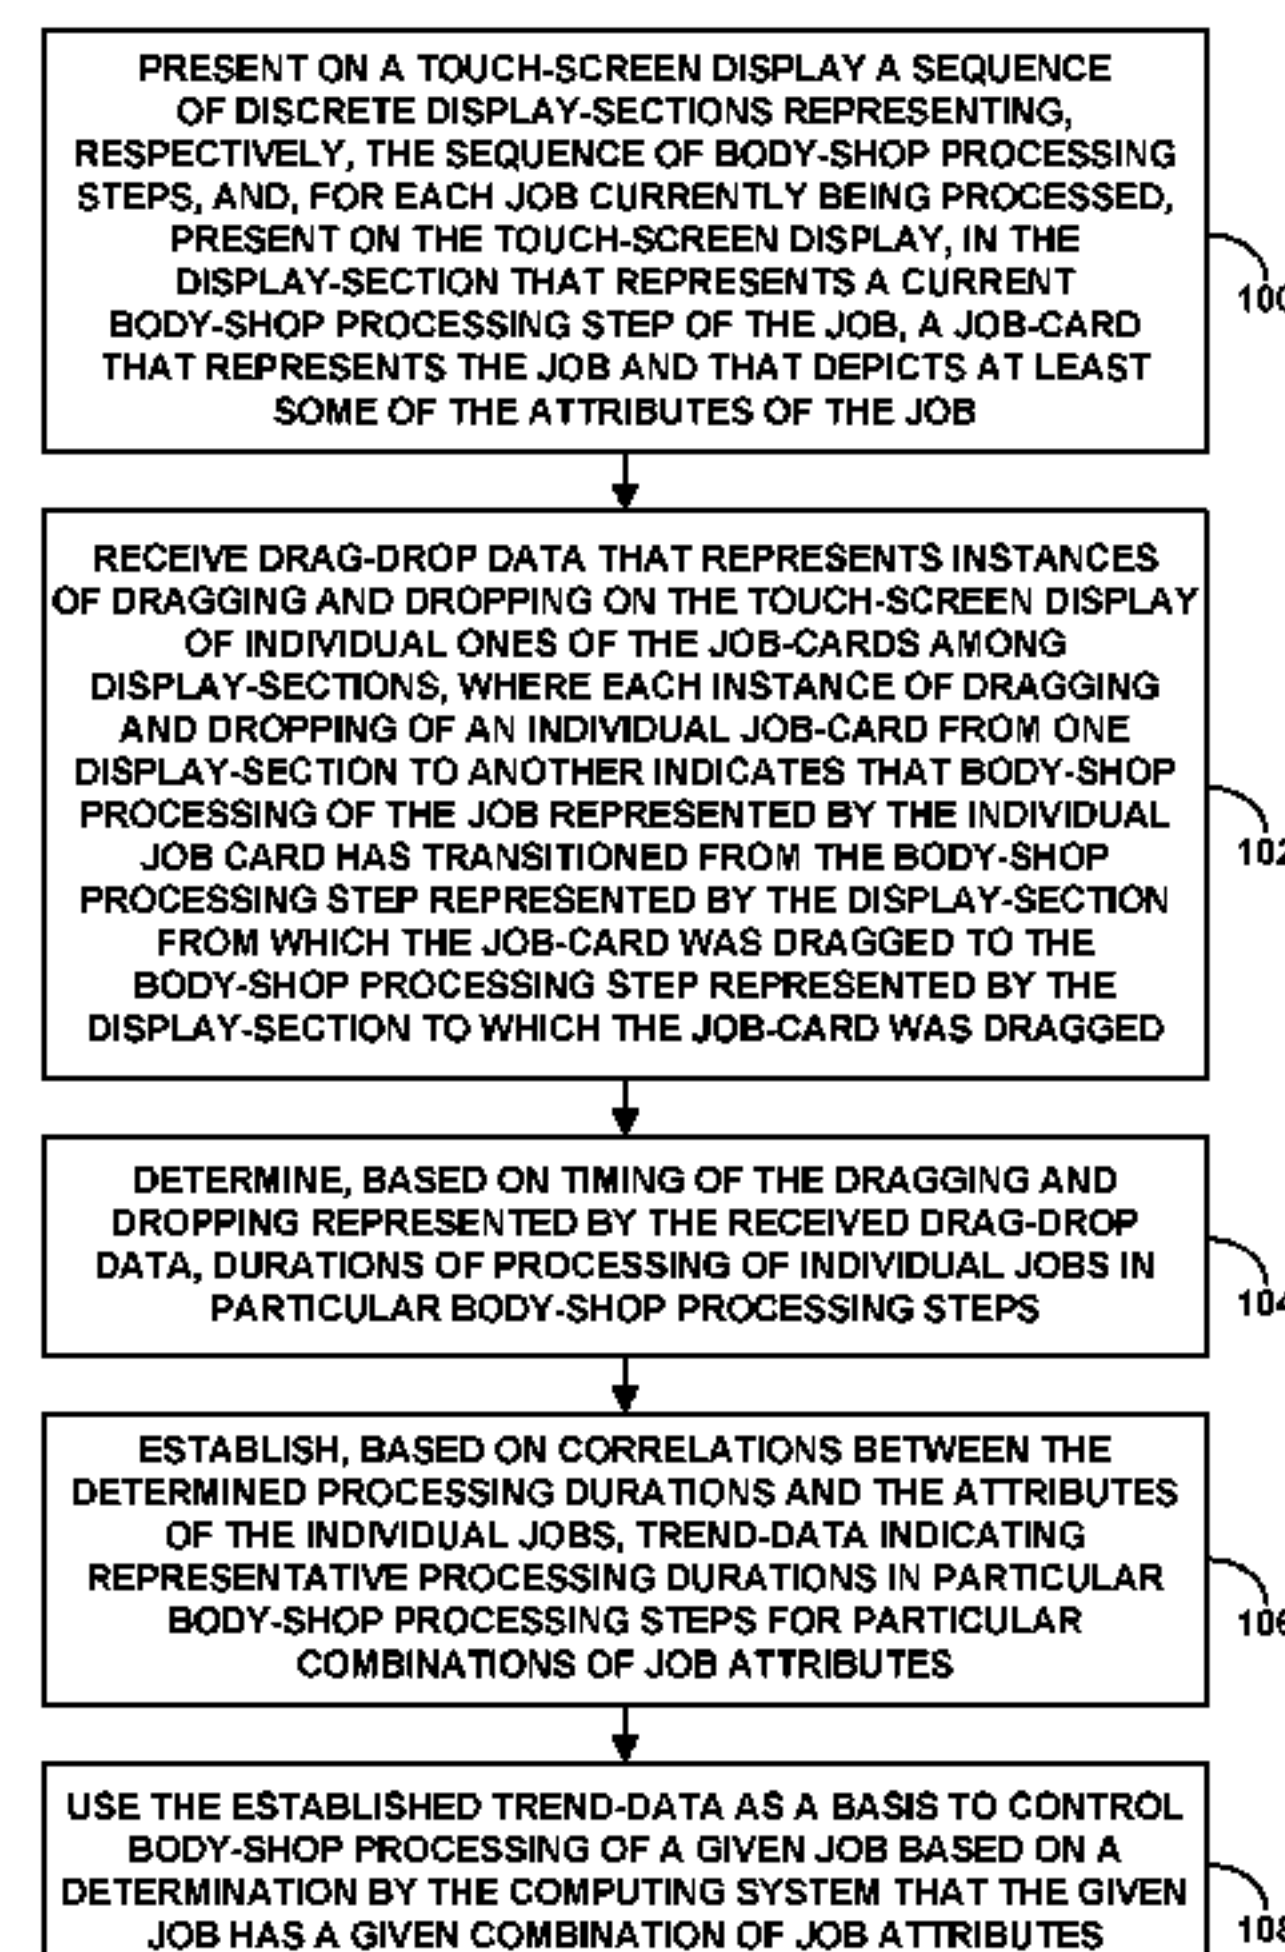 PRESENT ON A TOUCH-SCREEN DISPLAY A SEQUENCE
OF DISCRETE DISPLAY-SECTIONS REPRESENTING,
RESPECTIVELY, THE SEQUENCE OF BODY-SHOP PROCESSING
STEPS, AND, FOR EACH JOB CURRENTLY BEING PROCESSED,
PRESENT ON THE TOUCH-SCREEN DISPLAY, IN THE
DISPLAY-SECTION THAT REPRESENTS A CURRENT
BODY-SHOP PROCESSING STEP OF THE JOB, A JOB-CARD
THAT REPRESENTS THE JOB AND THAT DEPICTS AT LEAST
SOME OF THE ATTRIBUTES OF THE JOB
RECEIVE DRAG-DROP DATA THAT REPRESENTS INSTANCES
OF DRAGGING AND DROPPING ON THE TOUCH-SCREEN DISPLAY
OF INDIVIDUAL ONES OF THE JOB-CARDS AMONG
DISPLAY-SECTIONS, WHERE EACH INSTANCE OF DRAGGING
AND DROPPING OF AN INDIVIDUAL JOB-CARD FROM ONE
DISPLAY-SECTION TO ANOTHER INDICATES THAT BODY-SHOP
PROCESSING OF THE JOB REPRESENTED BY THE INDIVIDUAL
JOB CARD HAS TRANSITIONED FROM THE BODY-SHOP
PROCESSING STEP REPRESENTED BY THE DISPLAY-SECTION
FROM WHICH THE JOB-CARD WAS DRAGGED TO THE
BODY-SHOP PROCESSING STEP REPRESENTED BY THE
DISPLAY-SECTION TO WHICH THE JOB-CARD WAS DRAGGED
102
DETERMINE, BASED ON TIMING OF THE DRAGGING AND
DROPPING REPRESENTED BY THE RECEIVED DRAG-DROP
DATA, DURATIONS OF PROCESSING OF INDIVIDUAL JOBS IN
PARTICULAR BODY-SHOP PROCESSING STEPS
104
ESTABLISH, BASED ON CORRELATIONS BETWEEN THE
DETERMINED PROCESSING DURATIONS AND THE ATTRIBUTES
OF THE INDIVIDUAL JOBS, TREND-DATA INDICATING
REPRESENTATIVE PROCESSING DURATIONS IN PARTICULAR
BODY-SHOP PROCESSING STEPS FOR PARTICULAR
COMBINATIONS OF JOB ATTRIBUTES
106
USE THE ESTABLISHED TREND-DATA AS A BASIS TO CONTROL
BODY-SHOP PROCESSING OF A GIVEN JOB BASED ON A
DETERMINATION BY THE COMPUTING SYSTEM THAT THE GIVEN
JOB HAS A GIVEN COMBINATION OF JOB ATTRIBUTES